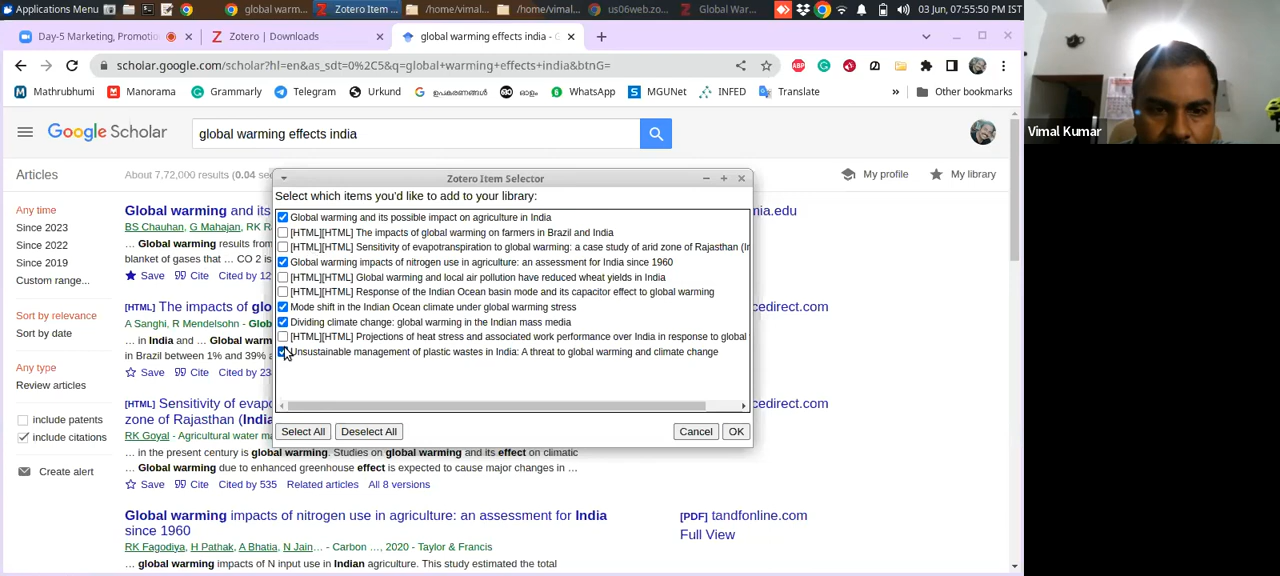 Applications Menu
global warm...
Zotero Item ...
/home/vimal...
/home/vimal...
us06web.zo...
Global War...
03 Jun, 07:55:50 PM IST
Day-5 Marketing, Promotio
Zotero | Downloads
global warming effects india - G
scholar.google.com/scholar?hl=en&as_sdt=0%2C5&q=global+warming+effects+india&btnG=
Mathrubhumi
Manorama
Grammarly
Telegram
Urkund
ഉപകരണങ്ങൾ
ഓളം
WhatsApp
MGUNet
INFED
Translate
»
Other bookmarks
Google Scholar
global warming effects india
Articles
About 7,72,000 results (0.04 se
My profile
My library
Any time
Since 2023
Since 2022
Since 2019
Custom range...
Sort by relevance
Sort by date
Any type
Review articles
include patents
include citations
Create alert
Global warming and its
nia.edu
BS Chauhan, G Mahajan, RK R
... Global warming results from
blanket of gases that ... CO 2 is
Save Cite Cited by 12
[HTML] The impacts of glo
cedirect.com
A Sanghi, R Mendelsohn - Glob
... in India and ... Global warm
in Brazil between 1% and 39% a
Save Cite Cited by 23
[HTML] Sensitivity of evap
cedirect.com
zone of Rajasthan (India
RK Goyal - Agricultural water ma
... in the present century is global warming. Studies on global warming and its effect on climatic
... Global warming due to enhanced greenhouse effect is expected to cause major changes in ...
Save Cite Cited by 535 Related articles All 8 versions
Global warming impacts of nitrogen use in agriculture: an assessment for India
since 1960
[PDF] tandfonline.com
Full View
RK Fagodiya, H Pathak, A Bhatia, N Jain... - Carbon ..., 2020 - Taylor & Francis
... global warming impacts of N input use in Indian agriculture. This study estimated the total
Zotero Item Selector
Select which items you'd like to add to your library:
Global warming and its possible impact on agriculture in India
[HTML][HTML] The impacts of global warming on farmers in Brazil and India
[HTML][HTML] Sensitivity of evapotranspiration to global warming: a case study of arid zone of Rajasthan (Ir
Global warming impacts of nitrogen use in agriculture: an assessment for India since 1960
[HTML][HTML] Global warming and local air pollution have reduced wheat yields in India
[HTML][HTML] Response of the Indian Ocean basin mode and its capacitor effect to global warming
Mode shift in the Indian Ocean climate under global warming stress
Dividing climate change: global warming in the Indian mass media
[HTML][HTML] Projections of heat stress and associated work performance over India in response to global
Unsustainable management of plastic wastes in India: A threat to global warming and climate change
Select All
Deselect All
Cancel
OK
Vimal Kumar